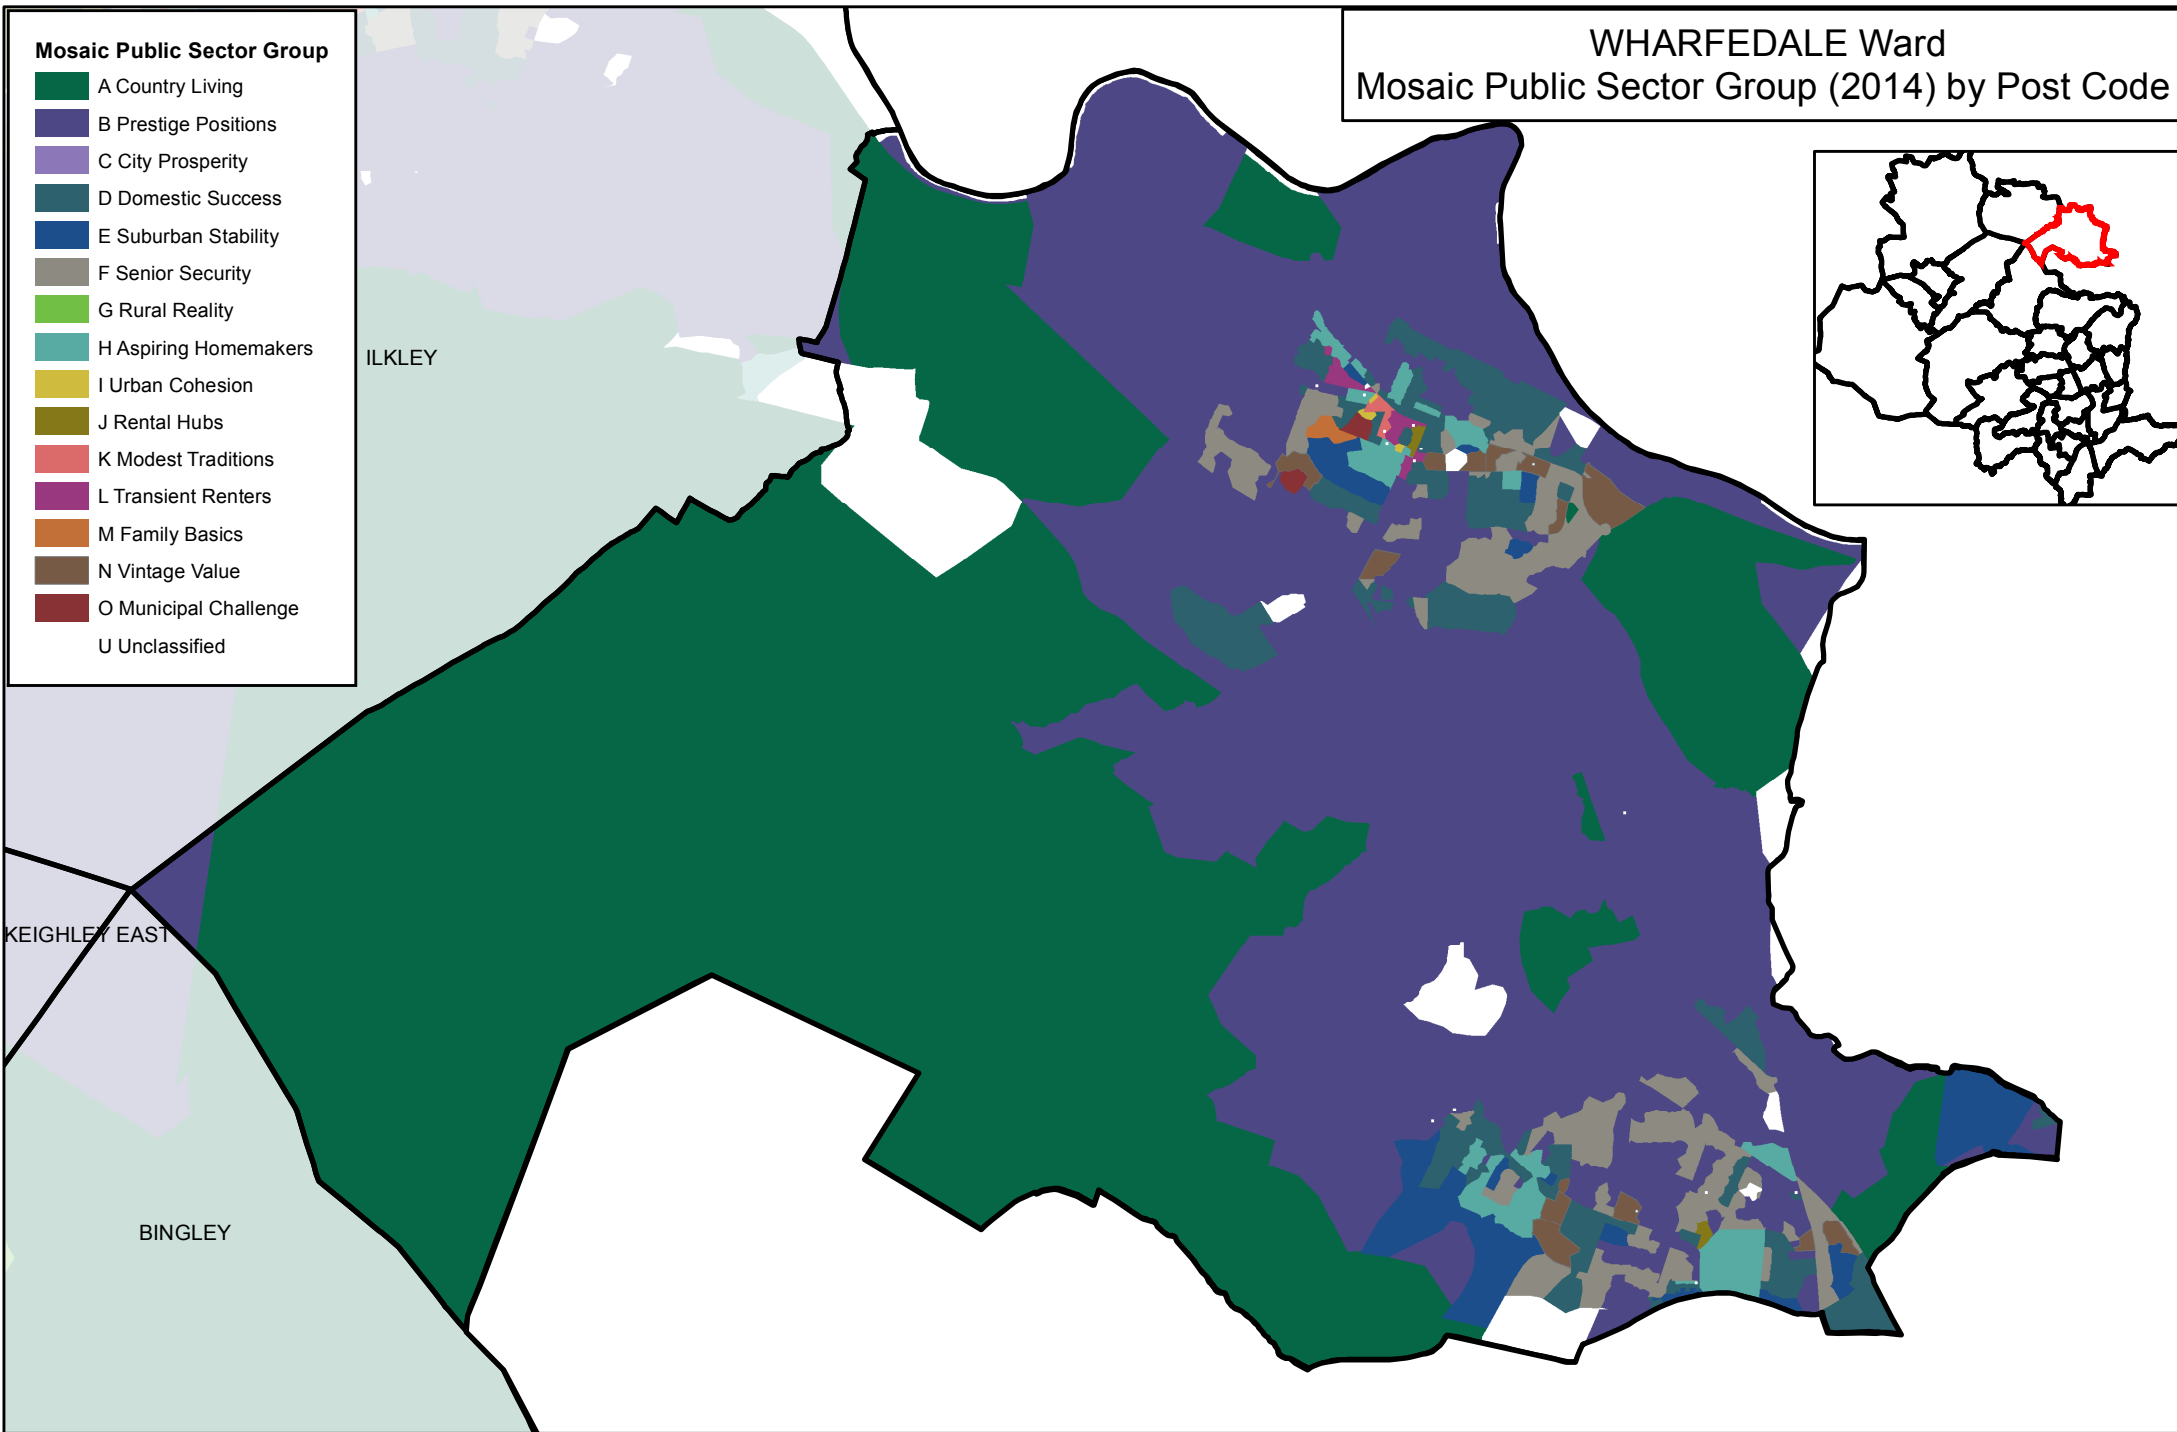 WHARFEDALE Ward
Mosaic Public Sector Group (2014) by Post Code
Mosaic Public Sector Group
A Country Living
B Prestige Positions
C City Prosperity
D Domestic Success
E Suburban Stability
F Senior Security
G Rural Reality
H Aspiring Homemakers
I Urban Cohesion
J Rental Hubs
K Modest Traditions
L Transient Renters
M Family Basics
N Vintage Value
O Municipal Challenge
U Unclassified
ILKLEY
KEIGHLEY EAST
BINGLEY